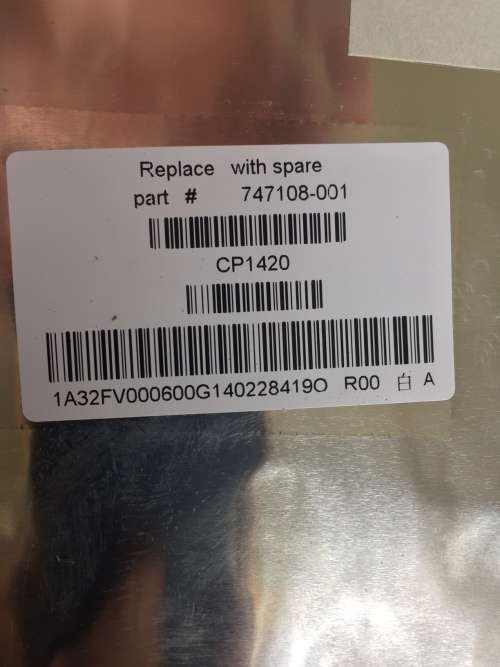 Replace with spare
part # 747108-001
CP1420
1A32FV000600G140228419O R00 白 A